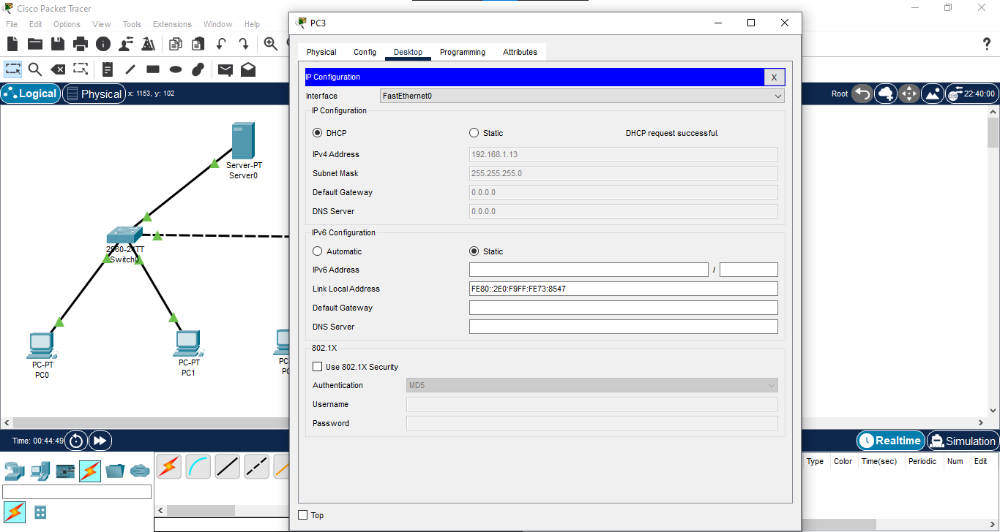 Cisco Packet Tracer
File Edit Options View Tools Extensions Window Help
?
Logical Physical x: 1153, y: 102
Root 22:40:00
Server-PT
Server0
2960-24TT
Switch0
PC-PT
PC0
PC-PT
PC1
PC
PC
Time: 00:44:49
PC3
Physical Config Desktop Programming Attributes
IP Configuration X
Interface FastEthernet0
IP Configuration
DHCP Static DHCP request successful.
IPv4 Address 192.168.1.13
Subnet Mask 255.255.255.0
Default Gateway 0.0.0.0
DNS Server 0.0.0.0
IPv6 Configuration
Automatic Static
IPv6 Address /
Link Local Address FE80::2E0:F9FF:FE73:8547
Default Gateway
DNS Server
802.1X
Use 802.1X Security
Authentication MD5
Username
Password
Top
Realtime Simulation
Type Color Time(sec) Periodic Num Edit